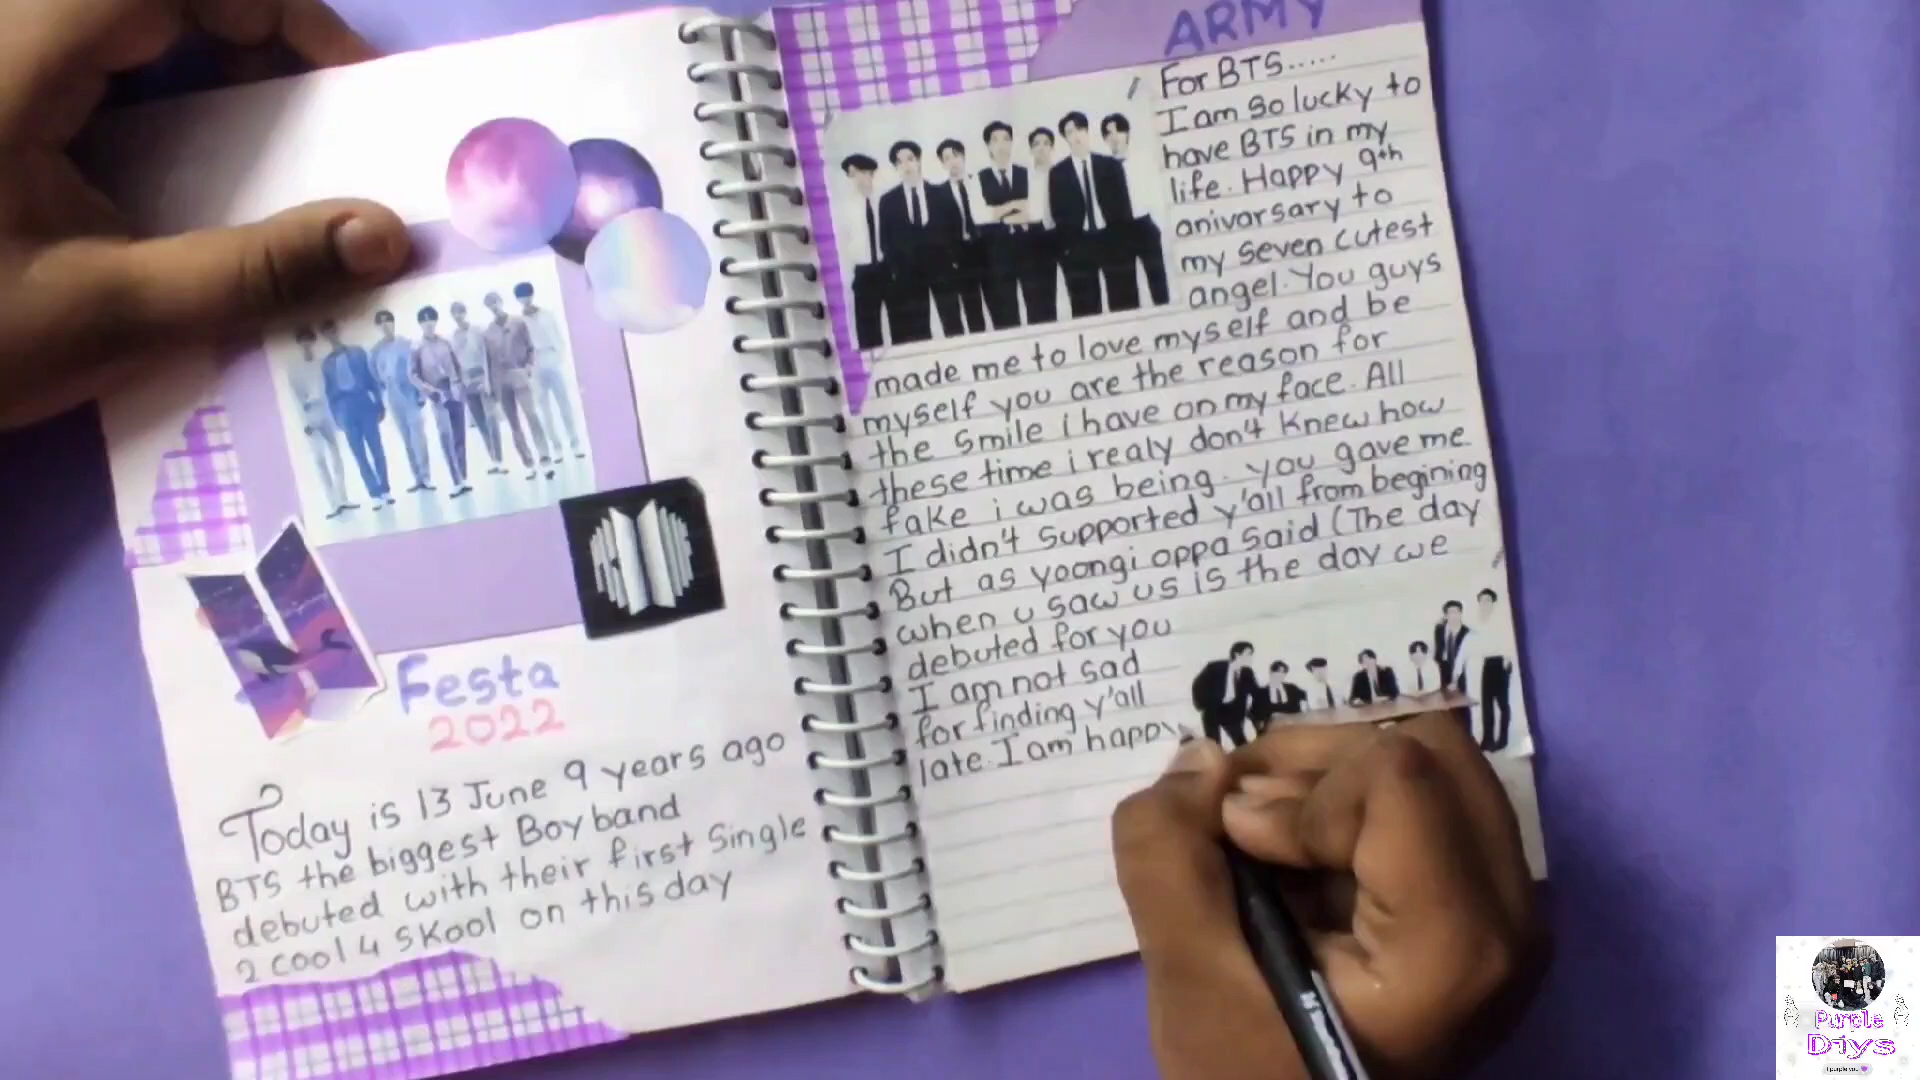 Festa
2022
Today is 13 June 9 years ago
BTS the biggest Boy band
debuted with their first Single
2 cool 4 skool on this day
ARMY
For BTS.....
I am so lucky to
have BTS in my
life. Happy 9th
anivarsary to
my seven cutest
angel. You guys
made me to love myself and be
myself you are the reason for
the smile i have on my face. All
these time i realy don't knew how
fake i was being. you gave me
I didn't supported y'all from begining
But as yoongi oppa said (The day
when u saw us is the day we
debuted for you
I am not sad
for finding y'all
late. I am happy
Purple
Diys
I purple you